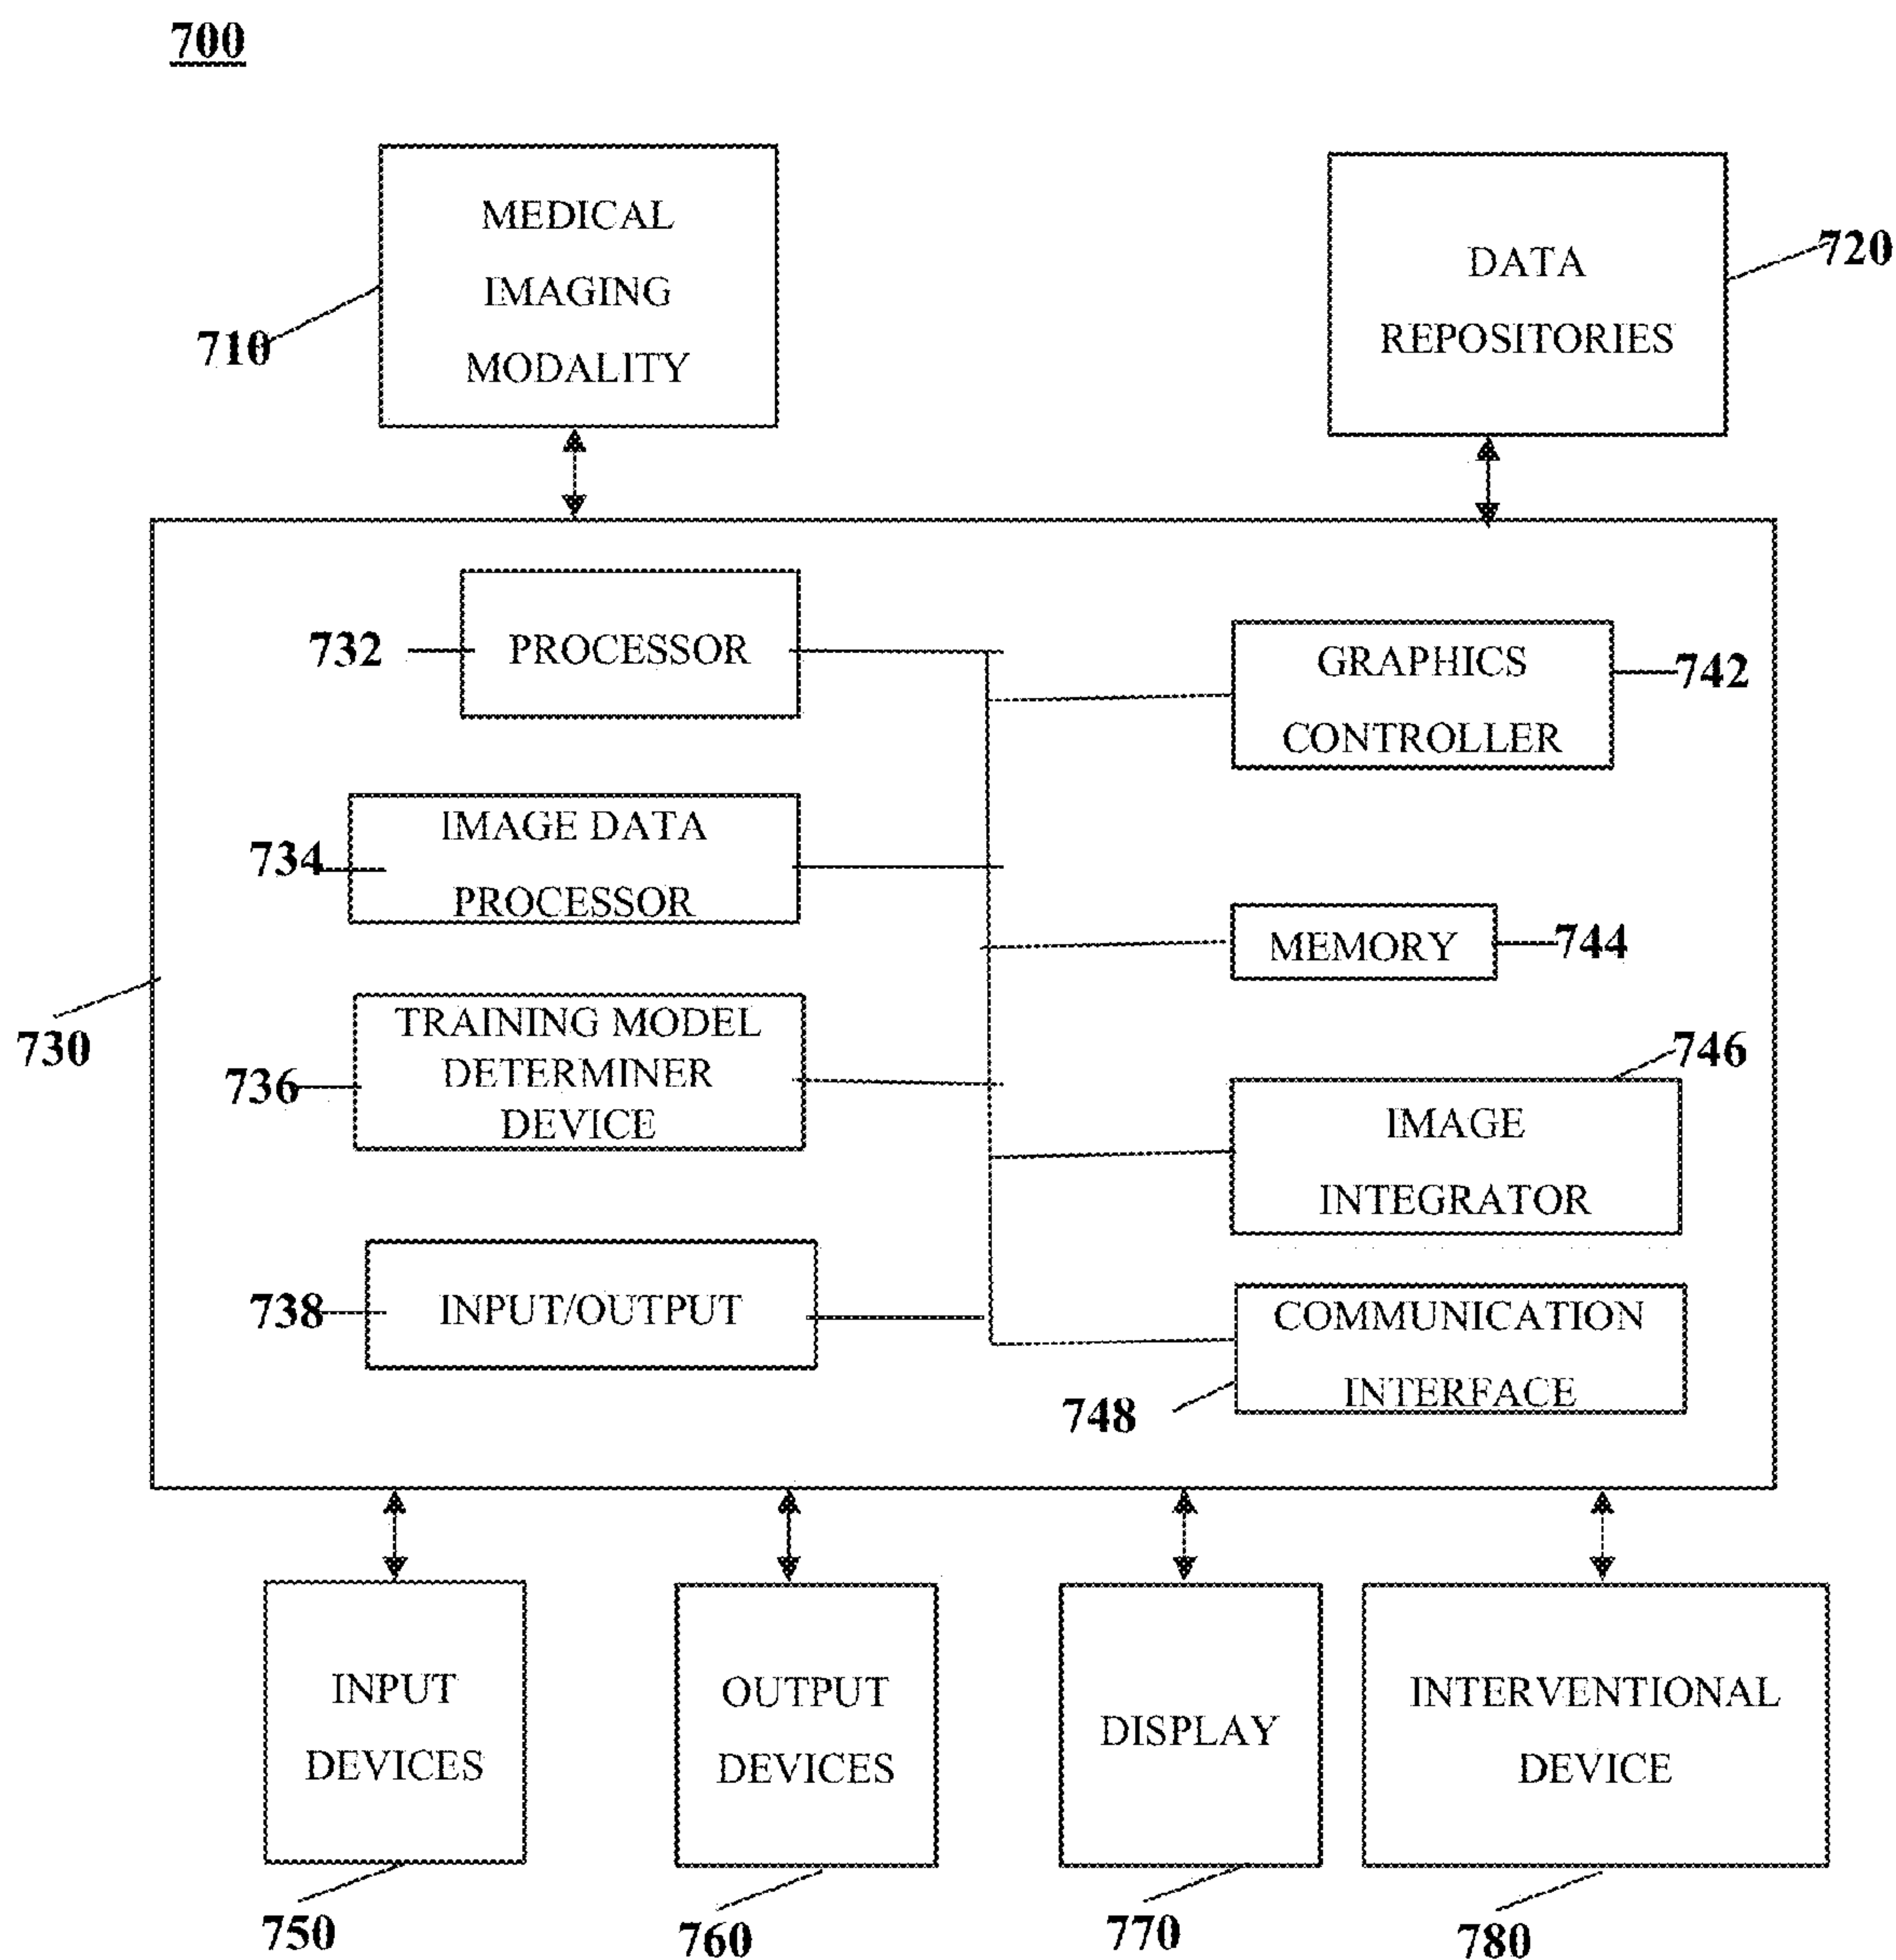 700
MEDICAL
IMAGING
MODALITY
710
DATA
REPOSITORIES
720
PROCESSOR
732
GRAPHICS
CONTROLLER
742
IMAGE DATA
PROCESSOR
734
MEMORY
744
730
TRAINING MODEL
DETERMINER
DEVICE
736
746
IMAGE
INTEGRATOR
INPUT/OUTPUT
738
COMMUNICATION
INTERFACE
748
INPUT
DEVICES
OUTPUT
DEVICES
DISPLAY
INTERVENTIONAL
DEVICE
750
760
770
780